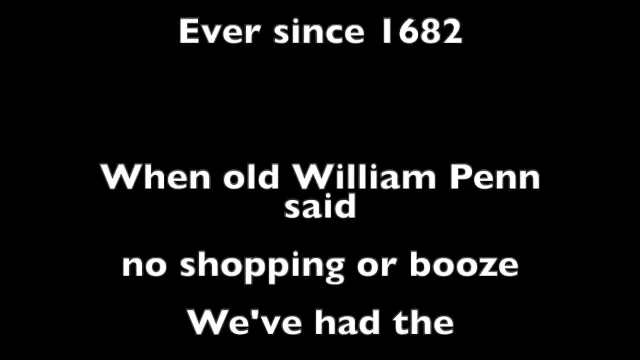 Ever since 1682
When old William Penn
said
no shopping or booze
We've had the